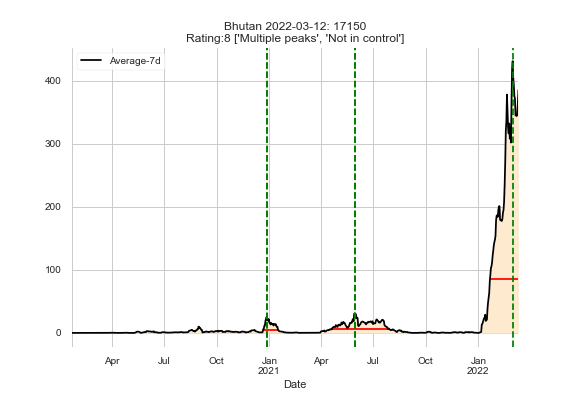 Bhutan 2022-03-12: 17150
Rating:8 ['Multiple peaks', 'Not in control']
Average-7d
400
300
200
100
0
Apr Jul Oct Jan Apr Jul Oct Jan
2021 2022
Date